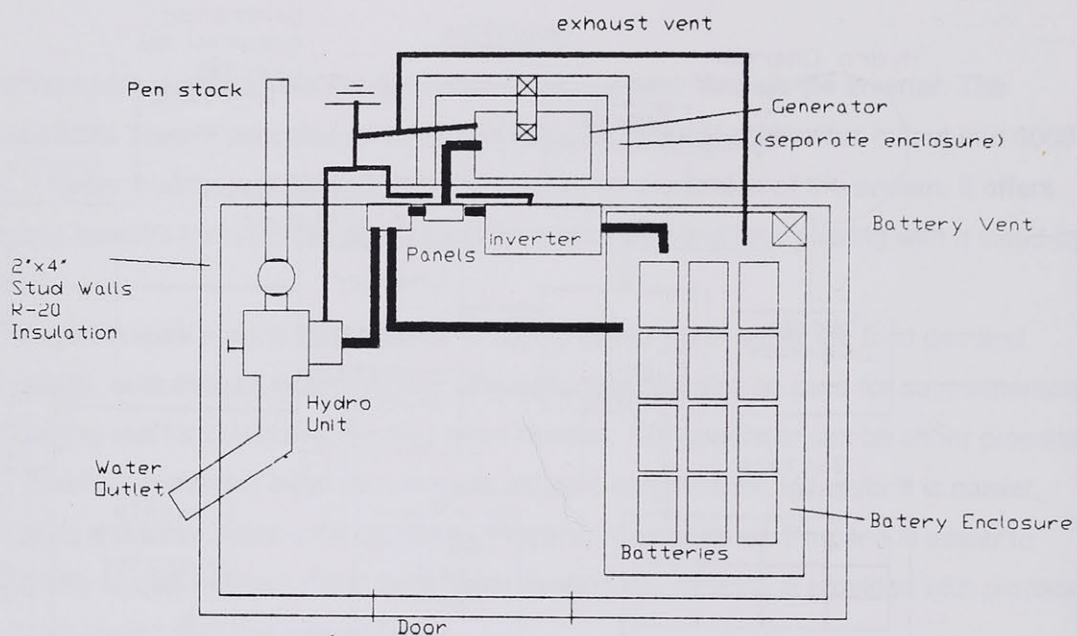 exhaust vent
Pen stock
Generator
(separate enclosure)
Battery Vent
Panels
Inverter
2"x4"
Stud Walls
R-20
Insulation
Hydro
Unit
Water
Outlet
Batery Enclosure
Batteries
Door